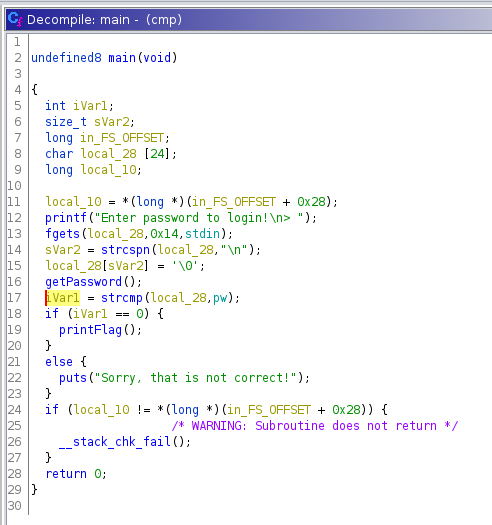 Decompile: main - (cmp)
1
2 undefined8 main(void)
3
4 {
5 int iVar1;
6 size_t sVar2;
7 long in_FS_OFFSET;
8 char local_28 [24];
9 long local_10;
10
11 local_10 = *(long *)(in_FS_OFFSET + 0x28);
12 printf("Enter password to login!\n> ");
13 fgets(local_28,0x14,stdin);
14 sVar2 = strcspn(local_28,"\n");
15 local_28[sVar2] = '\0';
16 getPassword();
17 iVar1 = strcmp(local_28,pw);
18 if (iVar1 == 0) {
19 printFlag();
20 }
21 else {
22 puts("Sorry, that is not correct!");
23 }
24 if (local_10 != *(long *)(in_FS_OFFSET + 0x28)) {
25 /* WARNING: Subroutine does not return */
26 __stack_chk_fail();
27 }
28 return 0;
29 }
30